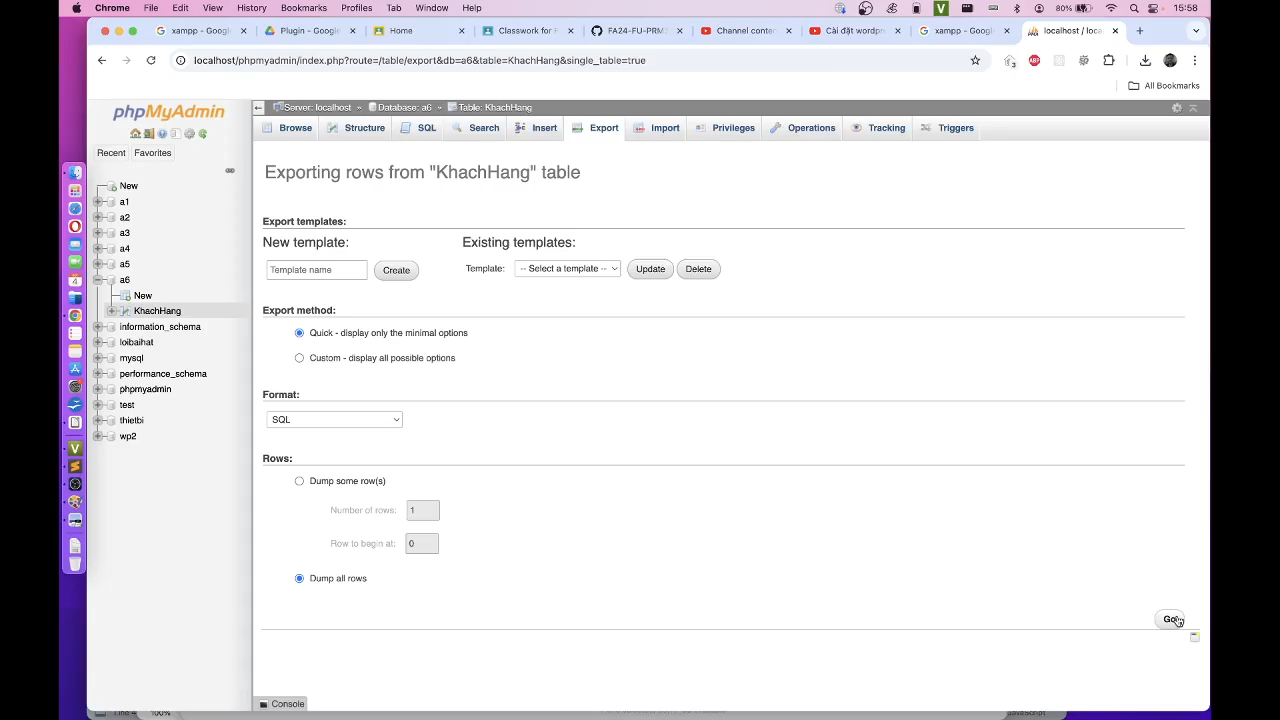 Chrome File Edit View History Bookmarks Profiles Tab Window Help 80% 15:58
xampp - Googl Plugin - Google Home Classwork for F FA24-FU-PRM3 Channel conten Cài đặt wordpr xampp - Googl localhost / loca
localhost/phpmyadmin/index.php?route=/table/export&db=a6&table=KhachHang&single_table=true
All Bookmarks
phpMyAdmin
Recent Favorites
New
a1
a2
a3
a4
a5
a6
New
KhachHang
information_schema
loibaihat
mysql
performance_schema
phpmyadmin
test
thietbi
wp2
Server: localhost » Database: a6 » Table: KhachHang
Browse Structure SQL Search Insert Export Import Privileges Operations Tracking Triggers
Exporting rows from "KhachHang" table
Export templates:
New template: Existing templates:
Template name Create Template: -- Select a template -- Update Delete
Export method:
Quick - display only the minimal options
Custom - display all possible options
Format:
SQL
Rows:
Dump some row(s)
Number of rows: 1
Row to begin at: 0
Dump all rows
Go
Console
100% JavaScript